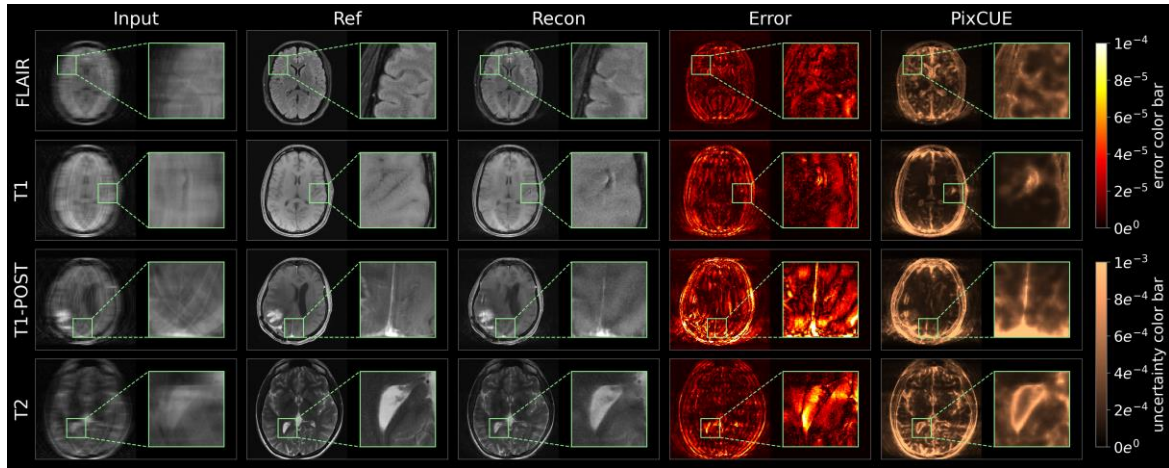 Input Ref Recon Error PixCUE
FLAIR
T1
T1-POST
T2
1e⁻⁴
8e⁻⁵
6e⁻⁵
5e⁻⁵
4e⁻⁵
2e⁻⁵
0e⁰
error color bar
1e⁻³
8e⁻⁴
6e⁻⁴
4e⁻⁴
2e⁻⁴
0e⁰
uncertainty color bar